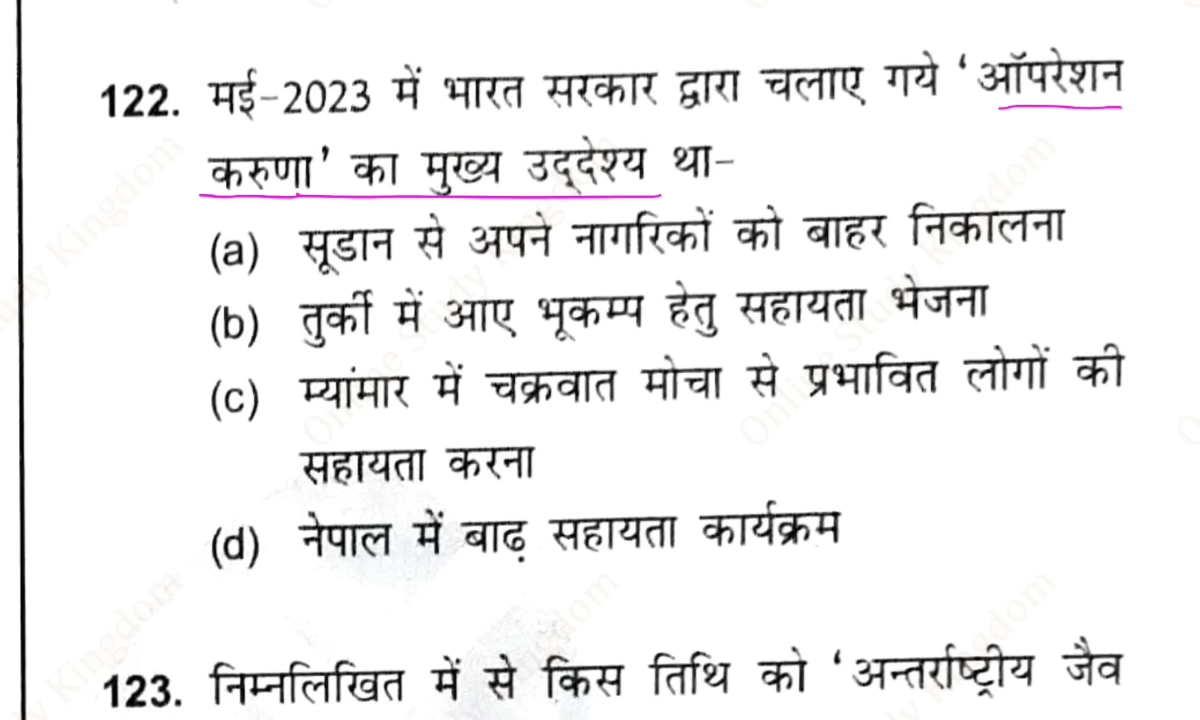 122. मई-2023 में भारत सरकार द्वारा चलाए गये ‘ऑपरेशन
करुणा’ का मुख्य उद्देश्य था-
(a) सूडान से अपने नागरिकों को बाहर निकालना
(b) तुर्की में आए भूकम्प हेतु सहायता भेजना
(c) म्यांमार में चक्रवात मोचा से प्रभावित लोगों की
सहायता करना
(d) नेपाल में बाढ़ सहायता कार्यक्रम
123. निम्नलिखित में से किस तिथि को ‘अन्तर्राष्ट्रीय जैव